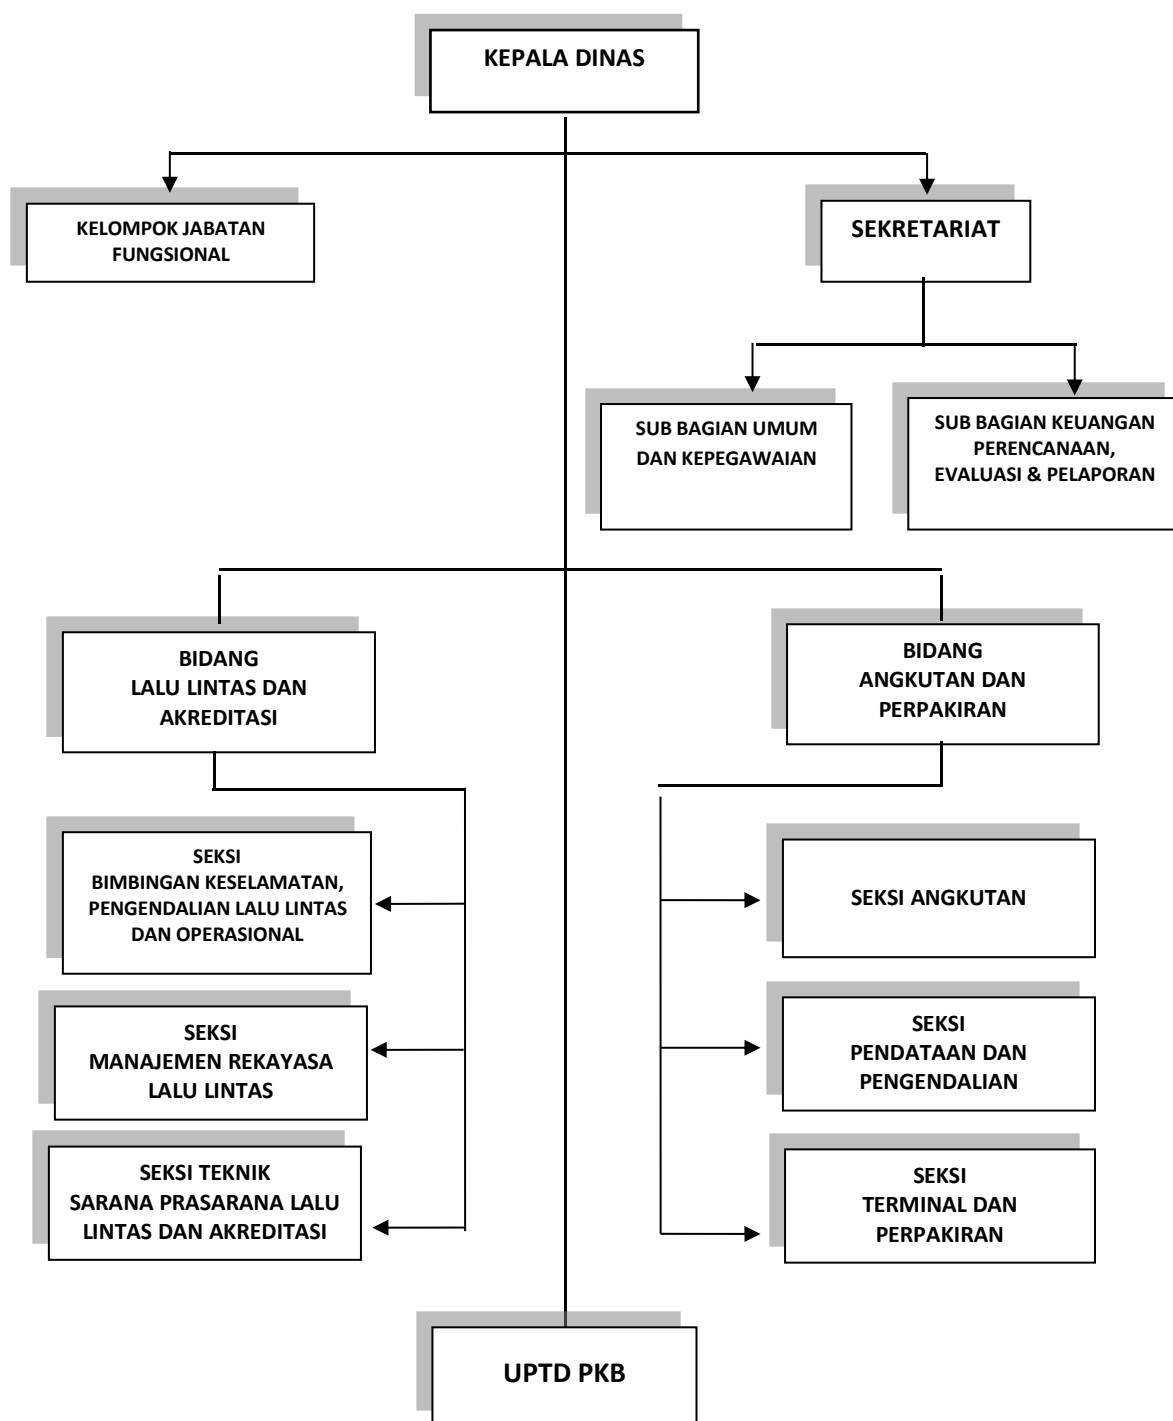 KEPALA DINAS
KELOMPOK JABATAN
FUNGSIONAL
SEKRETARIAT
SUB BAGIAN UMUM
DAN KEPEGAWAIAN
SUB BAGIAN KEUANGAN
PERENCANAAN,
EVALUASI & PELAPORAN
BIDANG
LALU LINTAS DAN
AKREDITASI
BIDANG
ANGKUTAN DAN
PERPAKIRAN
SEKSI
BIMBINGAN KESELAMATAN,
PENGENDALIAN LALU LINTAS
DAN OPERASIONAL
SEKSI ANGKUTAN
SEKSI
MANAJEMEN REKAYASA
LALU LINTAS
SEKSI
PENDATAAN DAN
PENGENDALIAN
SEKSI TEKNIK
SARANA PRASARANA LALU
LINTAS DAN AKREDITASI
SEKSI
TERMINAL DAN
PERPAKIRAN
UPTD PKB